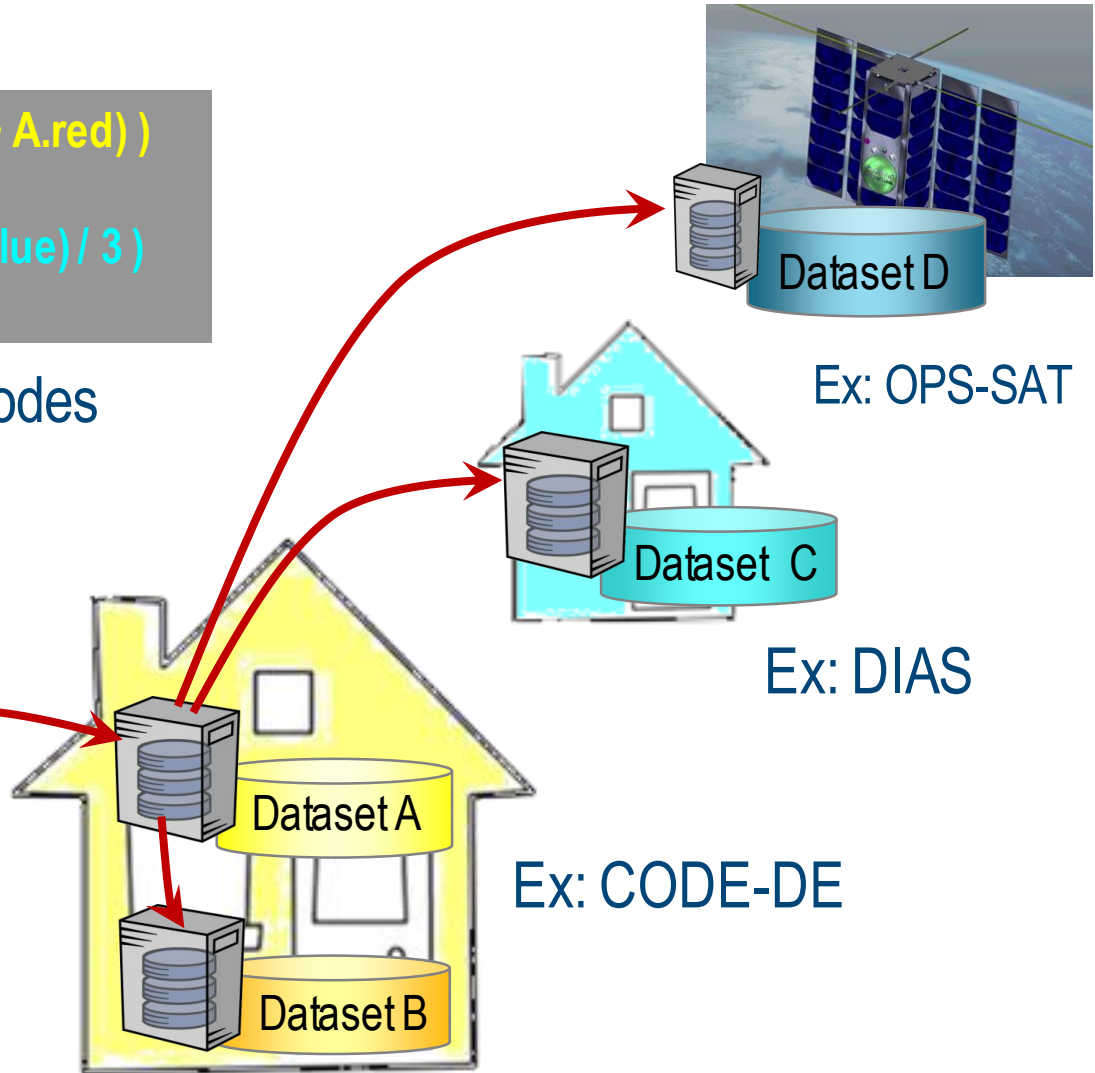 A.red) )
lue) / 3 )
odes
Dataset D
Ex: OPS-SAT
Dataset C
Ex: DIAS
Dataset A
Ex: CODE-DE
Dataset B